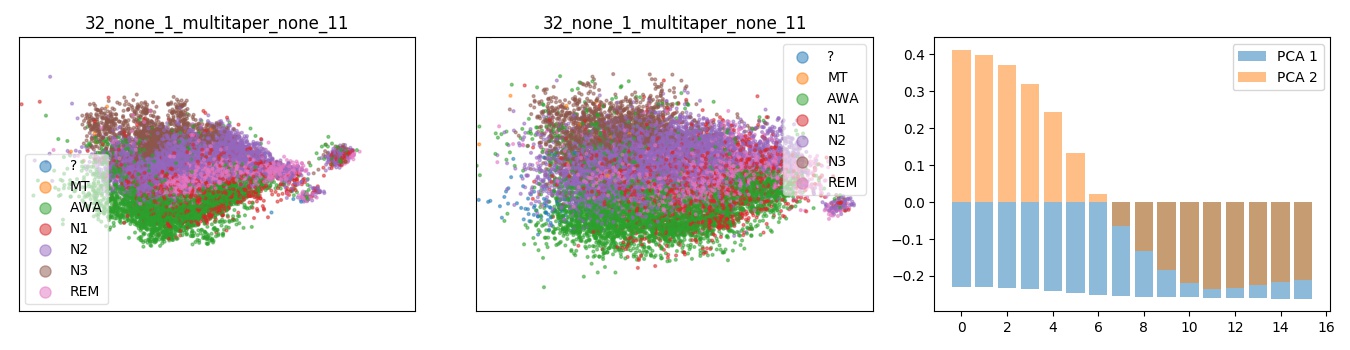 32_none_1_multitaper_none_11
?
MT
AWA
N1
N2
N3
REM
32_none_1_multitaper_none_11
?
MT
AWA
N1
N2
N3
REM
PCA 1
PCA 2
0.4
0.3
0.2
0.1
0.0
−0.1
−0.2
0 2 4 6 8 10 12 14 16